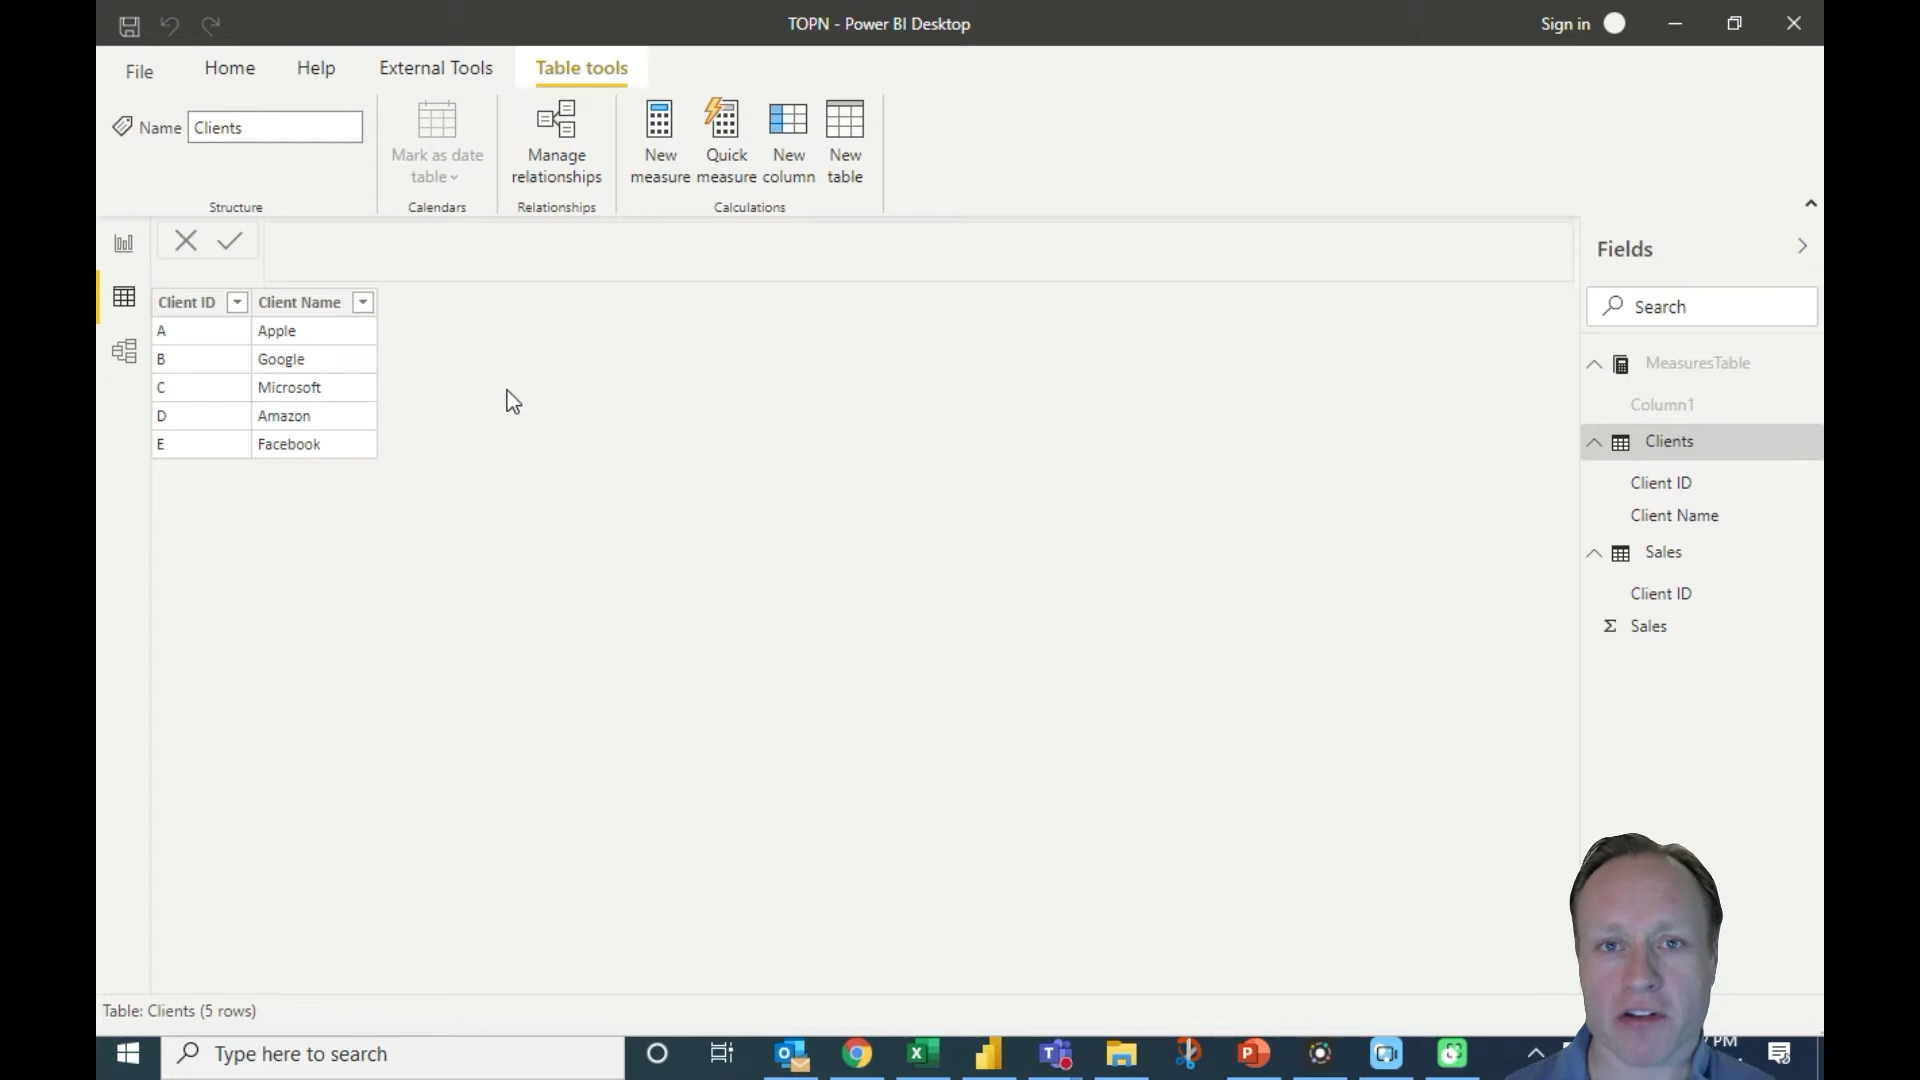 TOPN - Power BI Desktop
Sign in
File
Home
Help
External Tools
Table tools
Name
Clients
Mark as date
table
Manage
relationships
New
measure
Quick
measure
New
column
New
table
Structure
Calendars
Relationships
Calculations
Client ID
Client Name
A
Apple
B
Google
C
Microsoft
D
Amazon
E
Facebook
Fields
Search
MeasuresTable
Column1
Clients
Client ID
Client Name
Sales
Client ID
Σ Sales
Table: Clients (5 rows)
Type here to search
PM